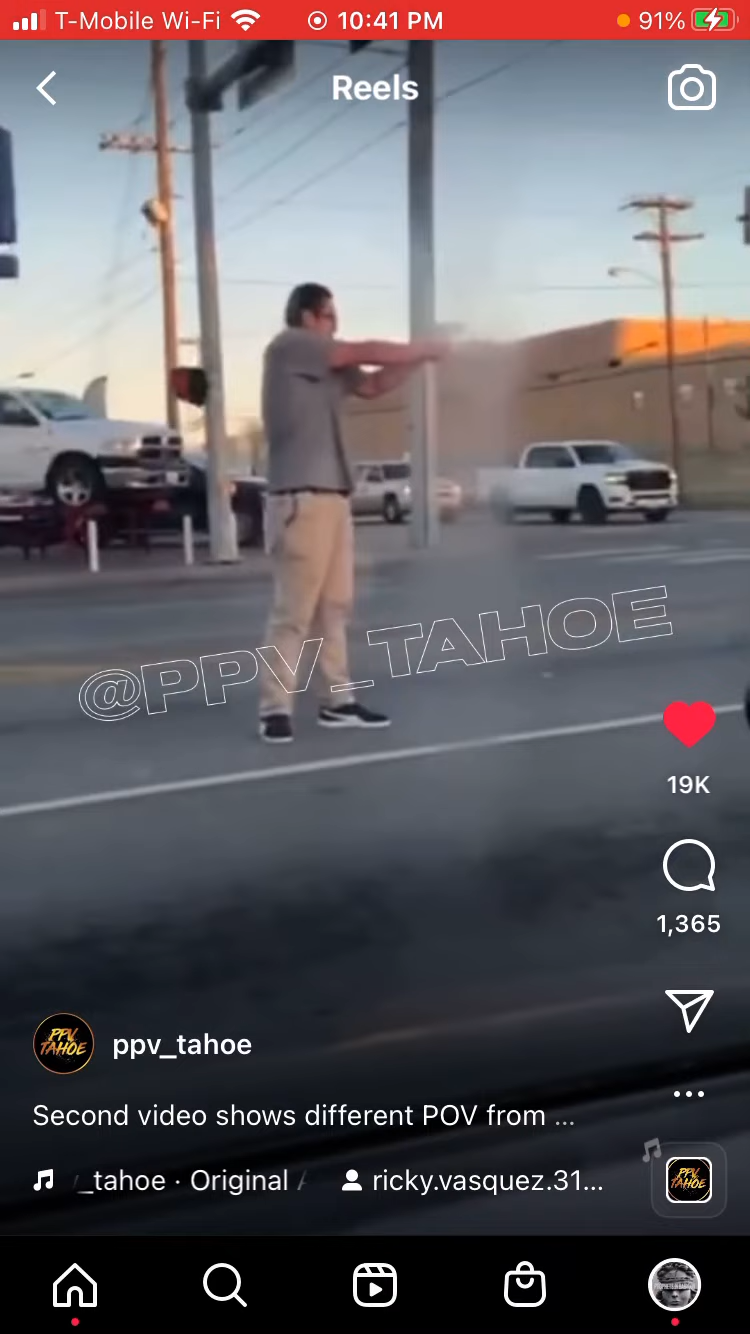 T-Mobile Wi-Fi 10:41 PM 91%
Reels
@PPV_TAHOE
19K
1,365
PPV TAHOE ppv_tahoe
Second video shows different POV from ...
_tahoe · Original ricky.vasquez.31...
PPV TAHOE